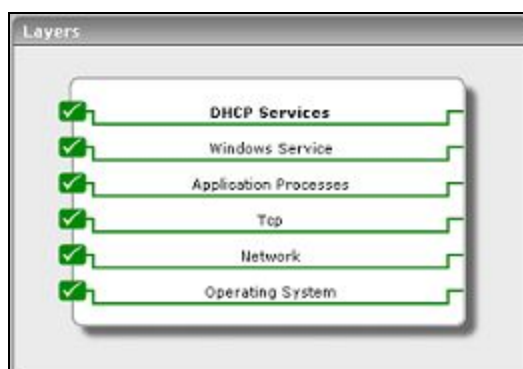 Layers
DHCP Services
Windows Service
Application Processes
Tcp
Network
Operating System